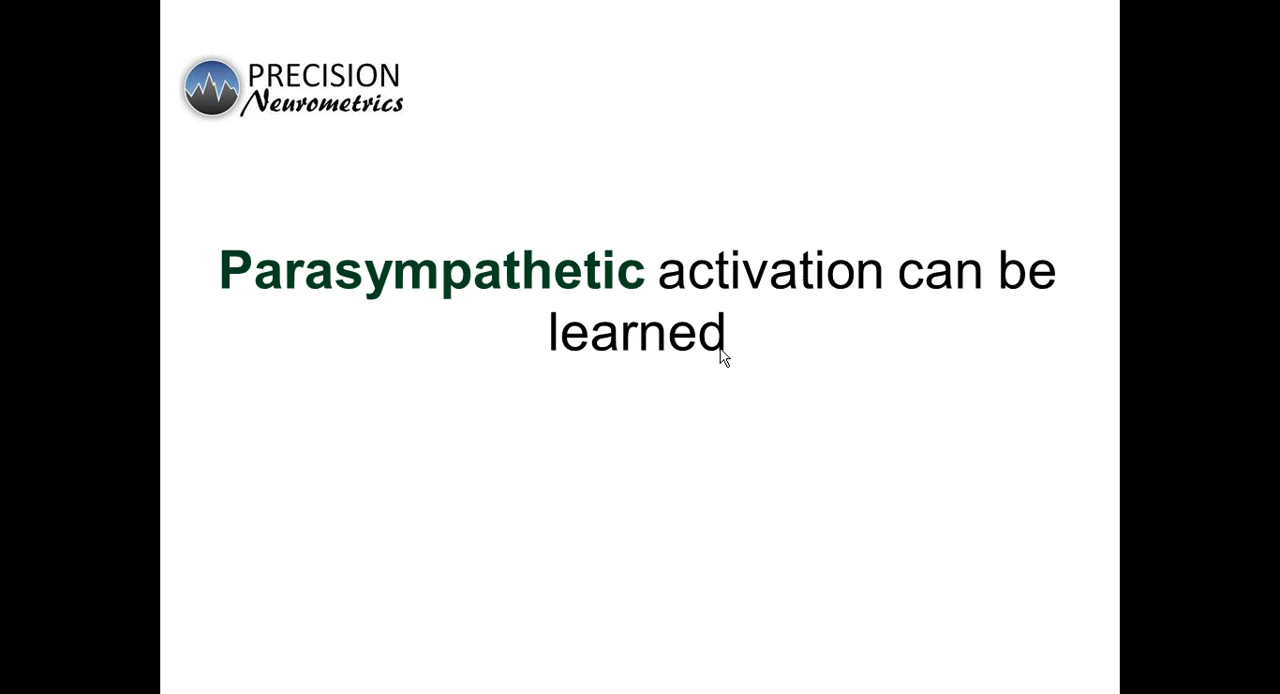 PRECISION
Neurometrics
Parasympathetic activation can be
learned